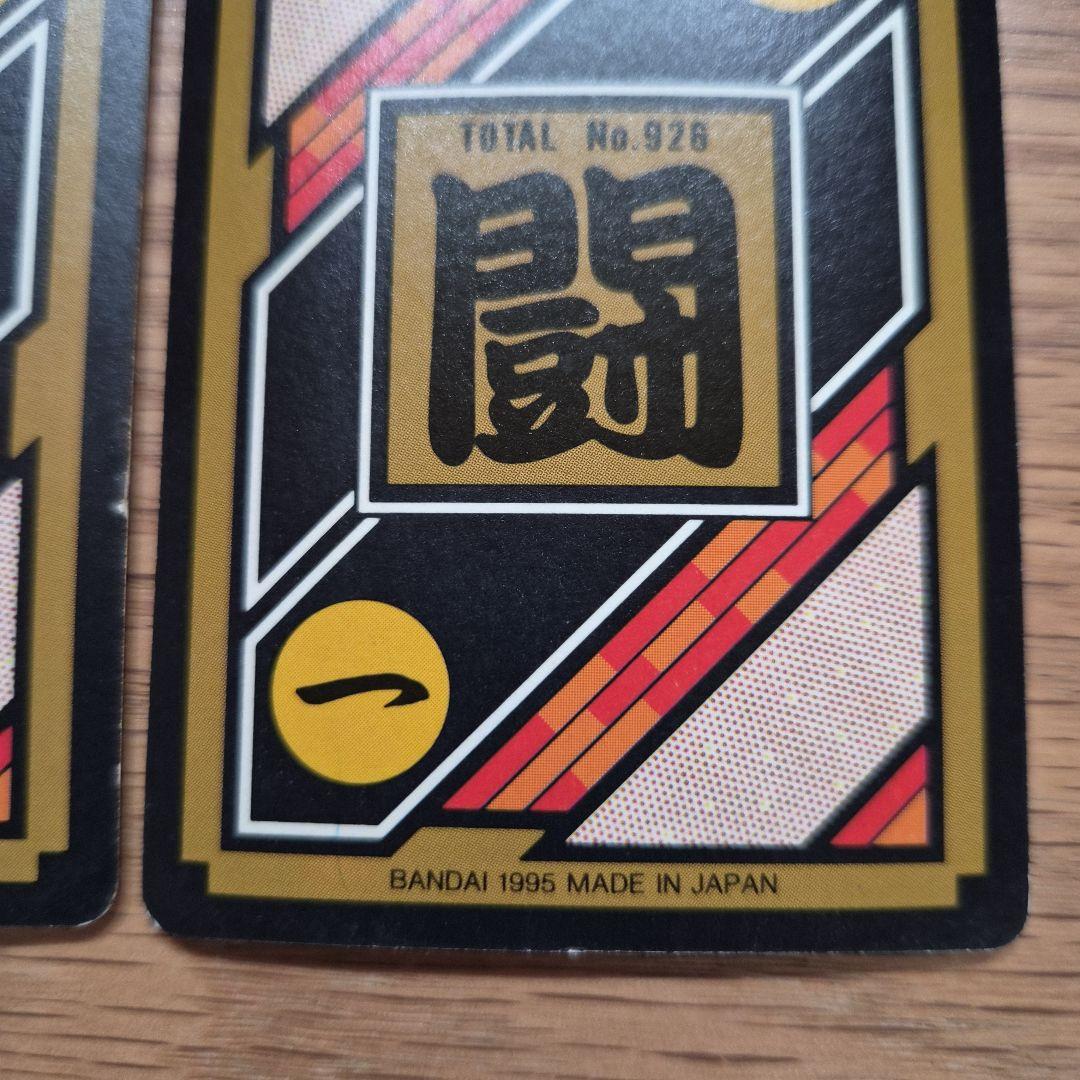 TOTAL No.926
闘
一
BANDAI 1995 MADE IN JAPAN